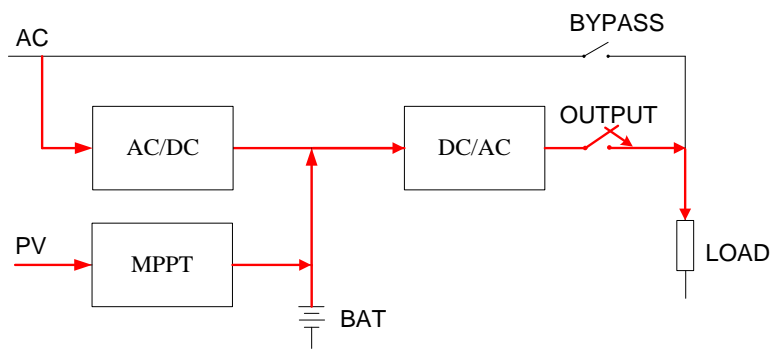 BYPASS
AC
OUTPUT
AC/DC
DC/AC
PV
MPPT
LOAD
BAT